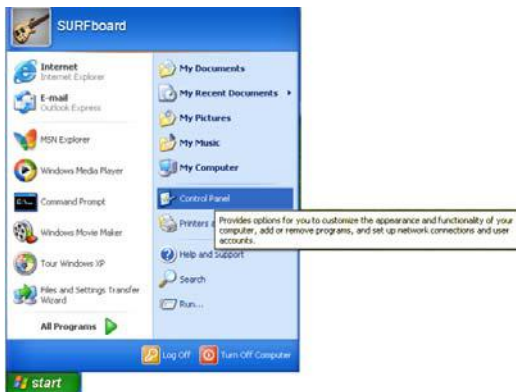 SURFboard
Internet
Internet Explorer
E-mail
Outlook Express
MSN Explorer
Windows Media Player
Command Prompt
Windows Movie Maker
Tour Windows XP
Files and Settings Transfer
Wizard
All Programs
My Documents
My Recent Documents
My Pictures
My Music
My Computer
Control Panel
Printers
Provides options for you to customize the appearance and functionality of your
computer, add or remove programs, and set up network connections and user
accounts.
Help and Support
Search
Run...
Log Off
Turn Off Computer
start